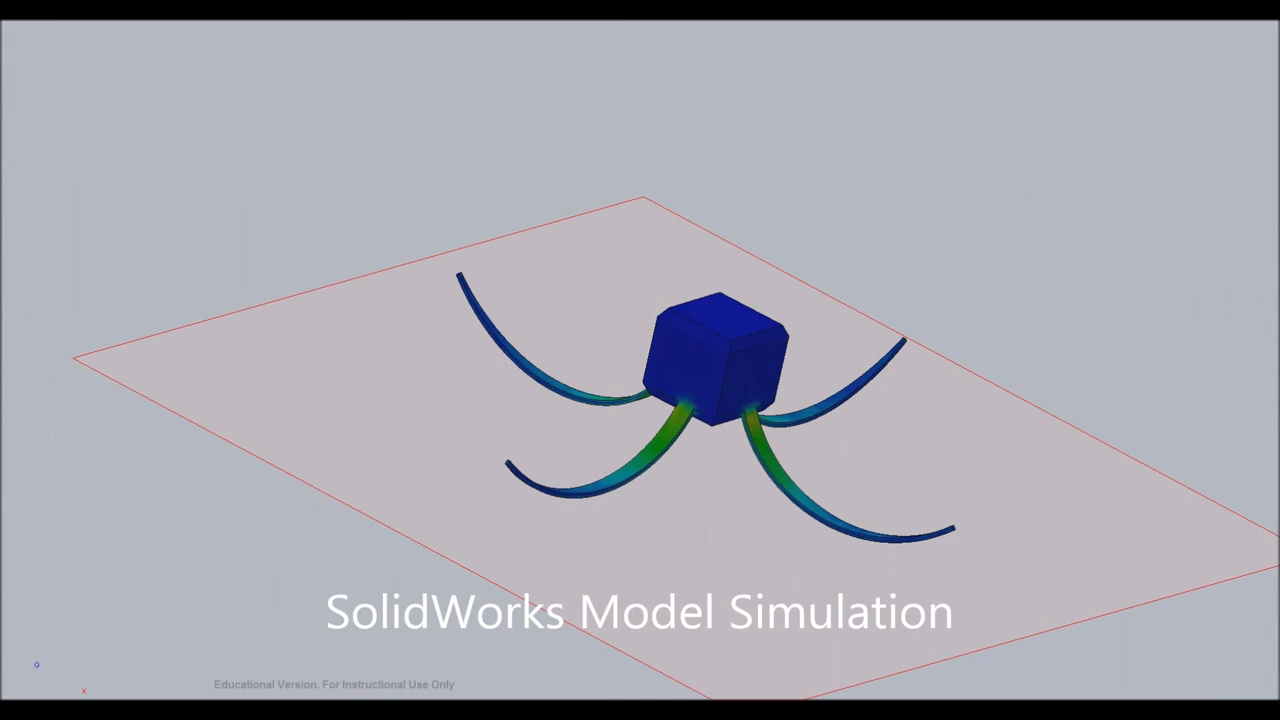 SolidWorks Model Simulation
G
X
Educational Version. For Instructional Use Only